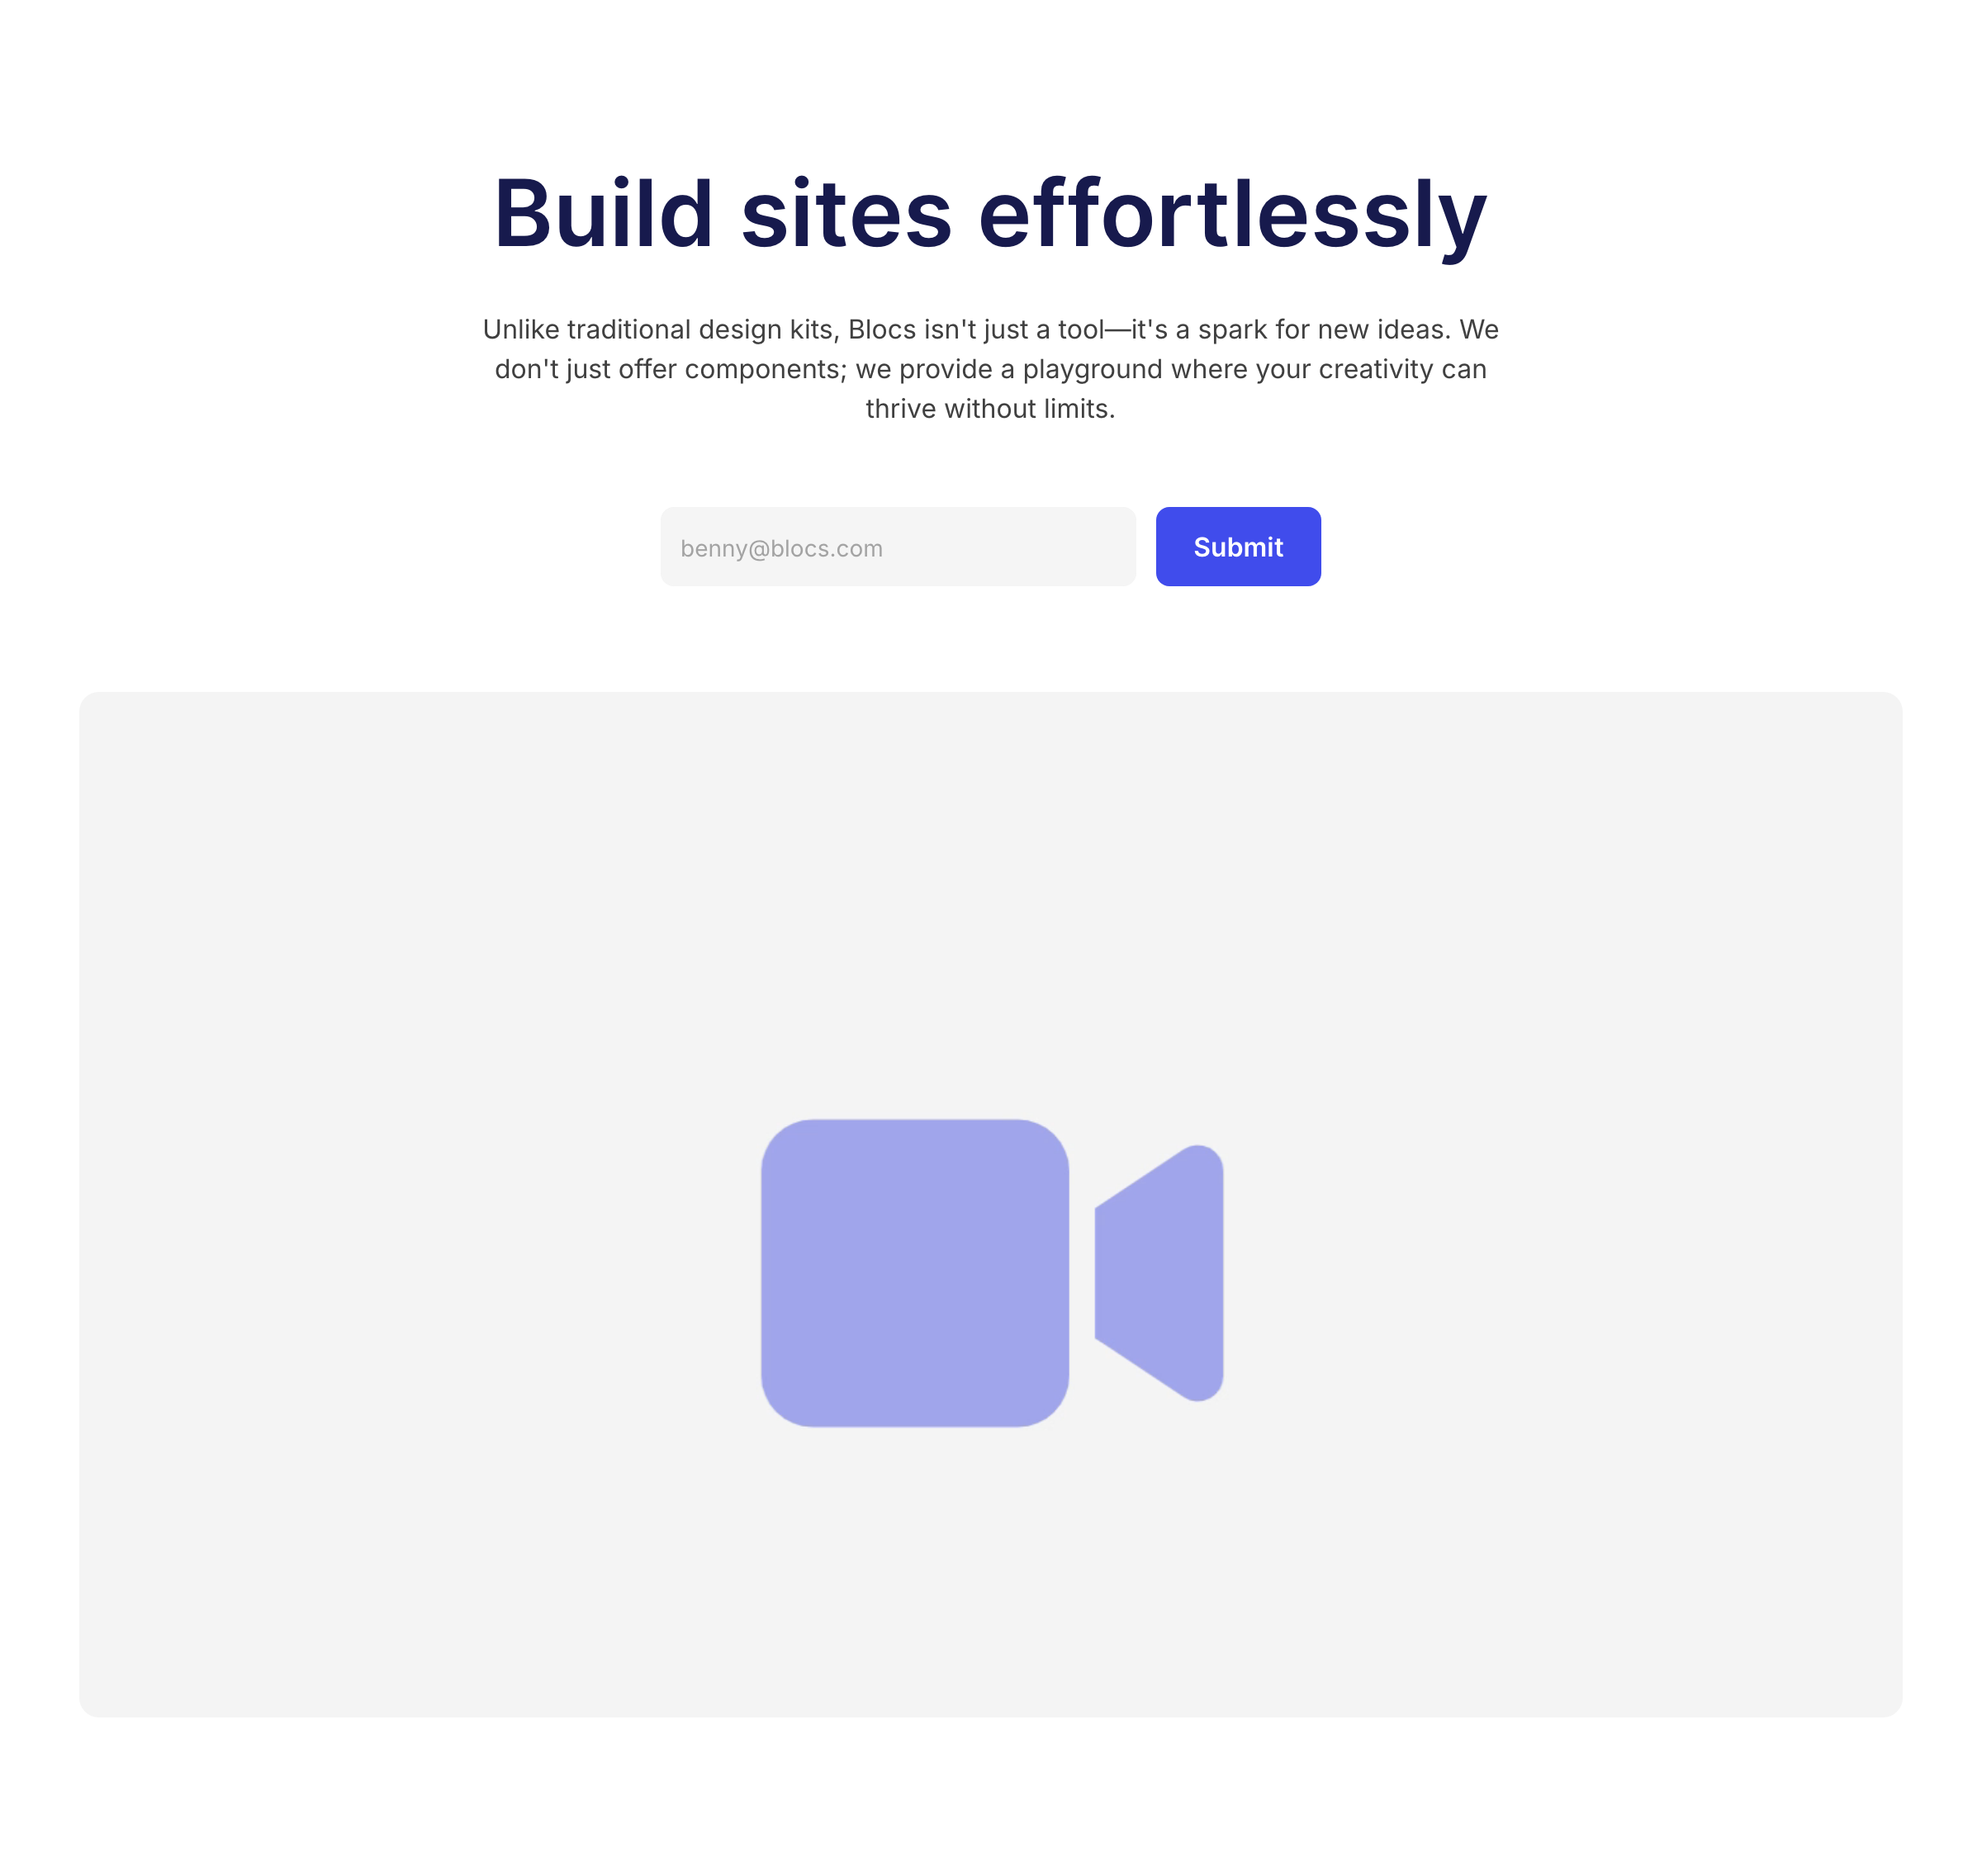 Build sites effortlessly
Unlike traditional design kits, Blocs isn't just a tool—it's a spark for new ideas. We
don't just offer components; we provide a playground where your creativity can
thrive without limits.
benny@blocs.com
Submit